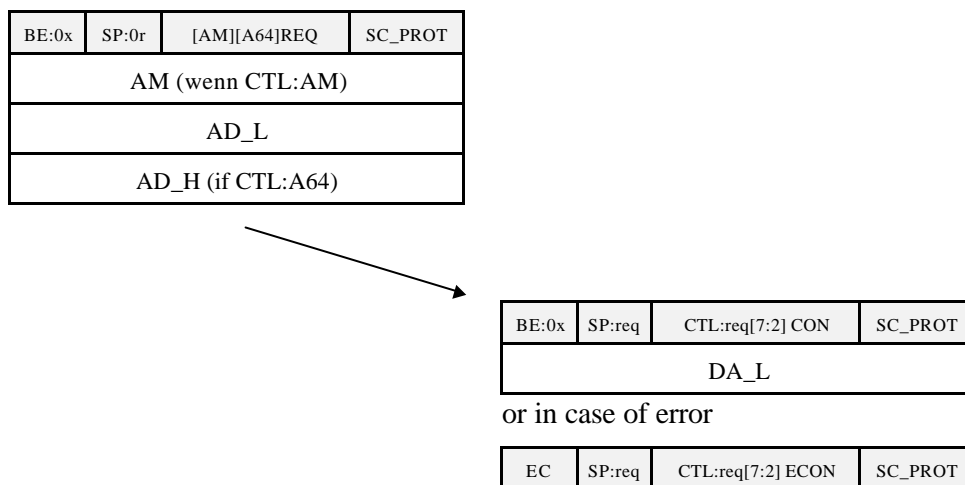 BE:0x SP:0r [AM][A64]REQ SC_PROT
AM (wenn CTL:AM)
AD_L
AD_H (if CTL:A64)
BE:0x SP:req CTL:req[7:2] CON SC_PROT
DA_L
or in case of error
EC SP:req CTL:req[7:2] ECON SC_PROT